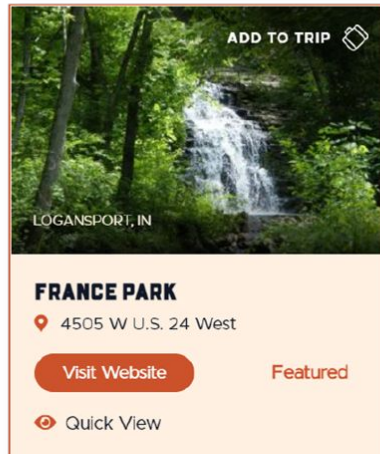 ADD TO TRIP
LOGANSPORT, IN
FRANCE PARK
4505 W U.S. 24 West
Visit Website
Featured
Quick View